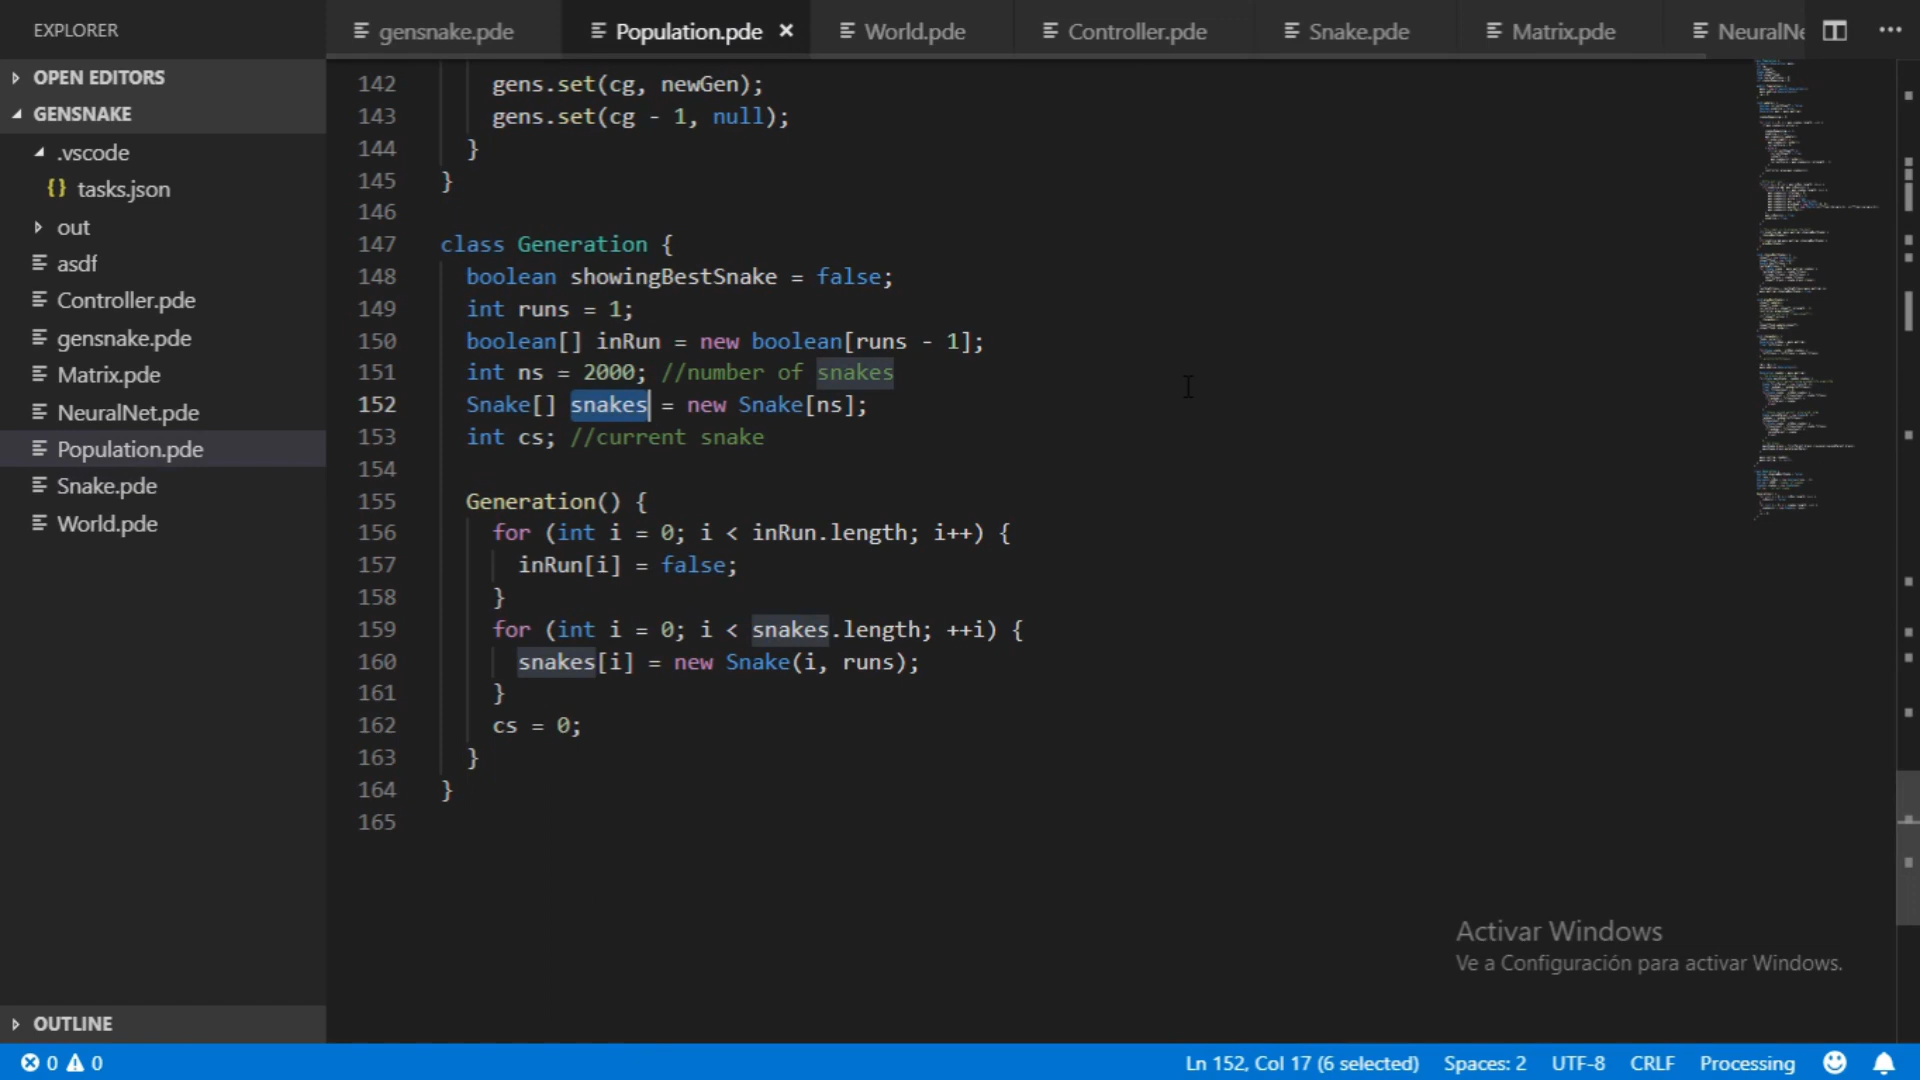 EXPLORER
OPEN EDITORS
GENSNAKE
.vscode
{} tasks.json
out
asdf
Controller.pde
gensnake.pde
Matrix.pde
NeuralNet.pde
Population.pde
Snake.pde
World.pde
OUTLINE
gensnake.pde Population.pde × World.pde Controller.pde Snake.pde Matrix.pde NeuralNe
142 gens.set(cg, newGen);
143 gens.set(cg - 1, null);
144 }
145 }
146
147 class Generation {
148 boolean showingBestSnake = false;
149 int runs = 1;
150 boolean[] inRun = new boolean[runs - 1];
151 int ns = 2000; //number of snakes
152 Snake[] snakes = new Snake[ns];
153 int cs; //current snake
154
155 Generation() {
156 for (int i = 0; i < inRun.length; i++) {
157 inRun[i] = false;
158 }
159 for (int i = 0; i < snakes.length; ++i) {
160 snakes[i] = new Snake(i, runs);
161 }
162 cs = 0;
163 }
164 }
165
Activar Windows
Ve a Configuración para activar Windows.
0 0 Ln 152, Col 17 (6 selected) Spaces: 2 UTF-8 CRLF Processing